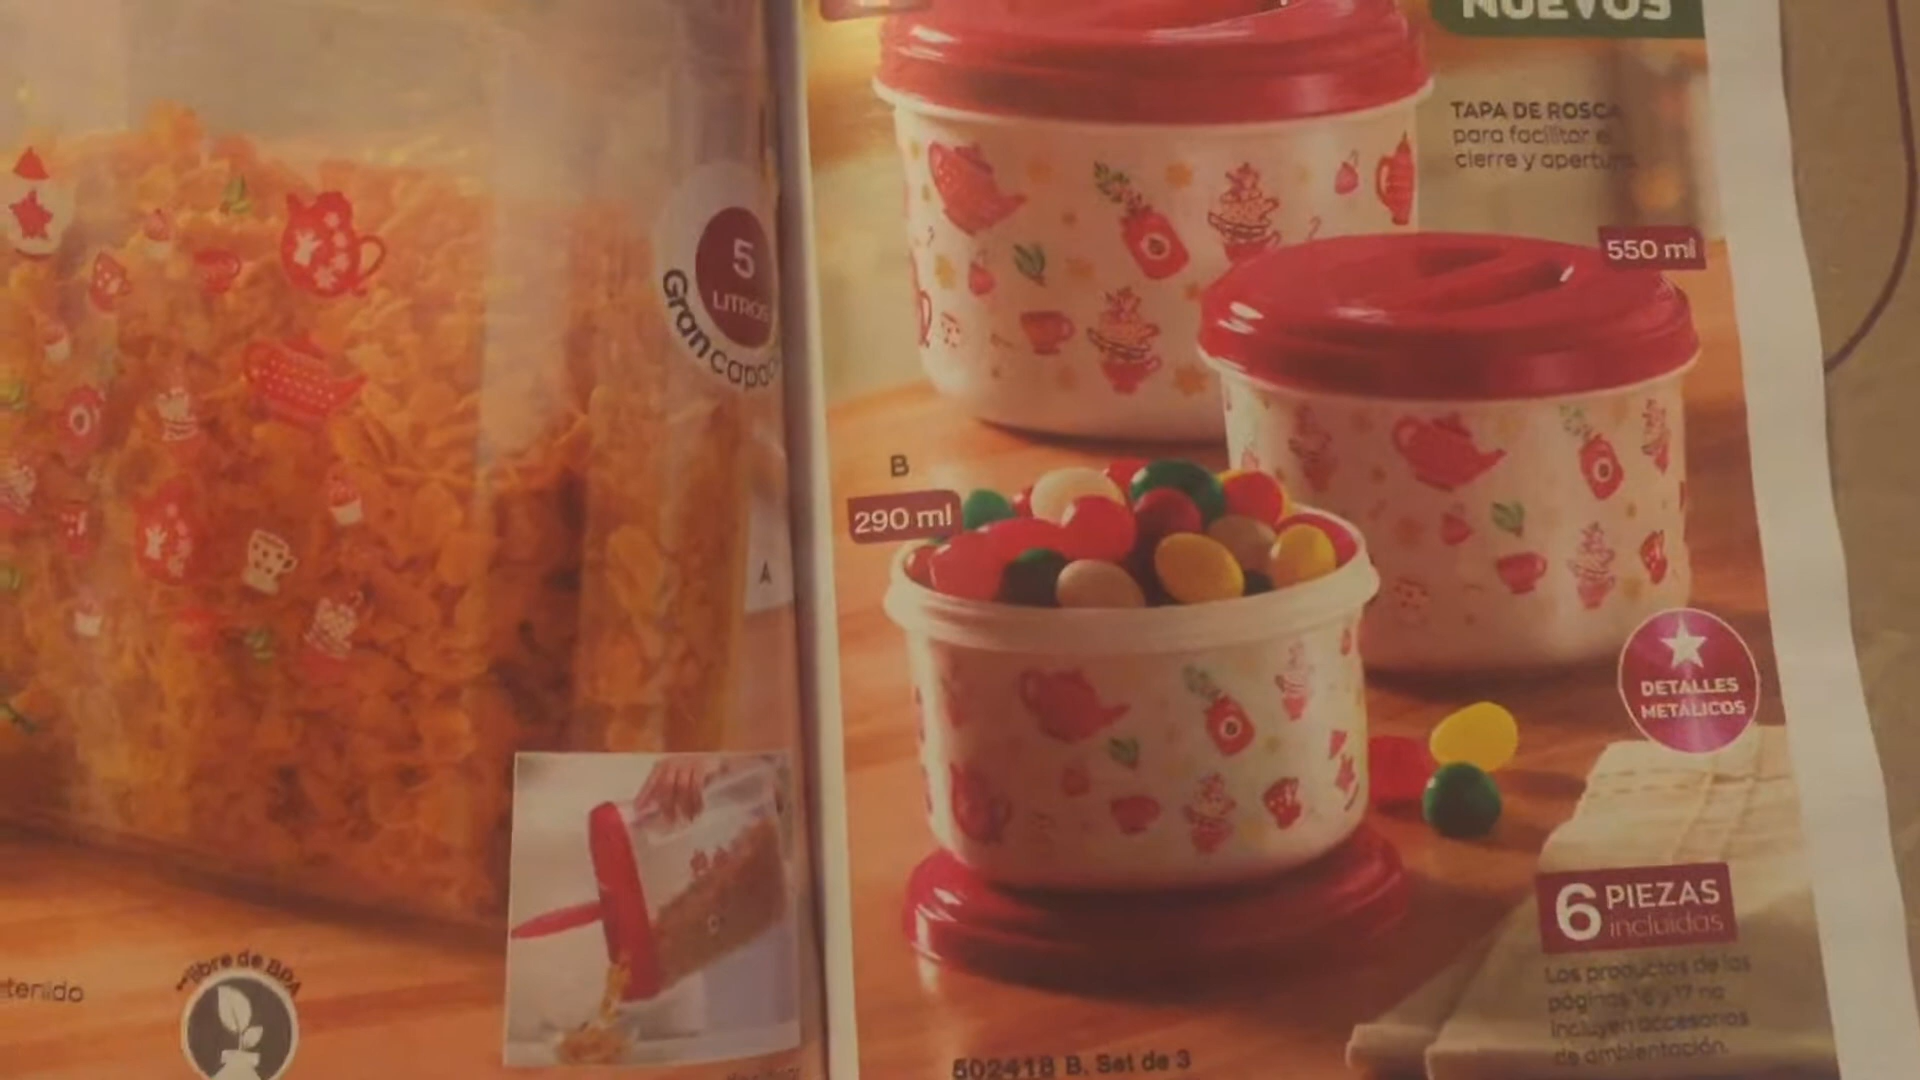 5
LITROS
Gran
A
tenido
libre de BPA
NUEVOS
TAPA DE ROSCA
para facilitar el
cierre y apertura
550 ml
B
290 ml
DETALLES
METÁLICOS
6 PIEZAS
incluidas
Los productos de las
páginas 16 y 17 no
incluyen accesorios
de ambientación.
502418 B. Set de 3